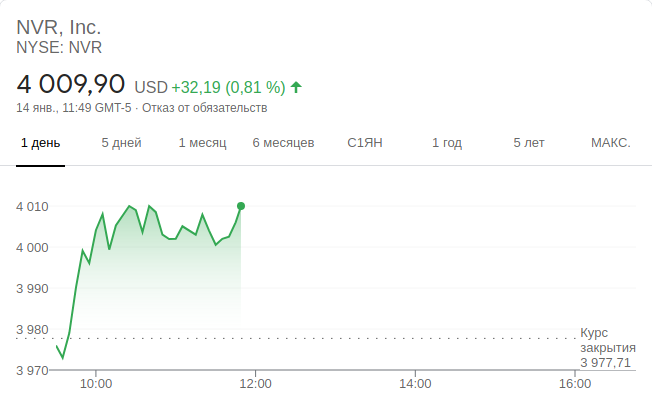 NVR, Inc.
NYSE: NVR
4 009,90 USD +32,19 (0,81 %)
14 янв., 11:49 GMT-5 · Отказ от обязательств
1 день 5 дней 1 месяц 6 месяцев С1ЯН 1 год 5 лет МАКС.
4 010
4 000
3 990
3 980
Курс
закрытия
3 977,71
3 970
10:00 12:00 14:00 16:00